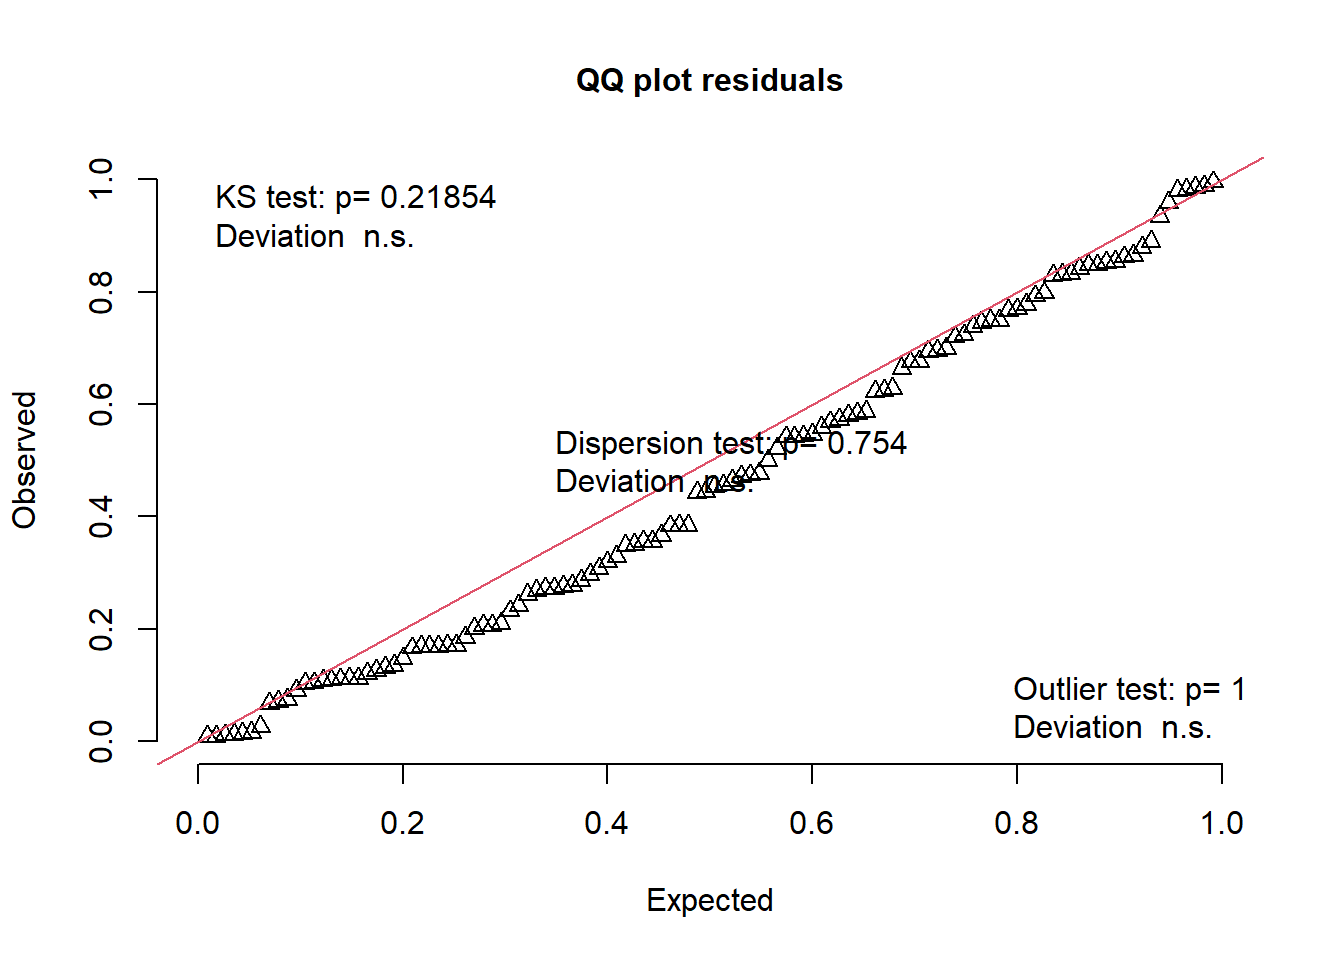 QQ plot residuals
KS test: p= 0.21854
Deviation  n.s.
Dispersion test: p= 0.754
Deviation  n.s.
Outlier test: p= 1
Deviation  n.s.
Observed
0.0
0.2
0.4
0.6
0.8
1.0
0.0 0.2 0.4 0.6 0.8 1.0
Expected